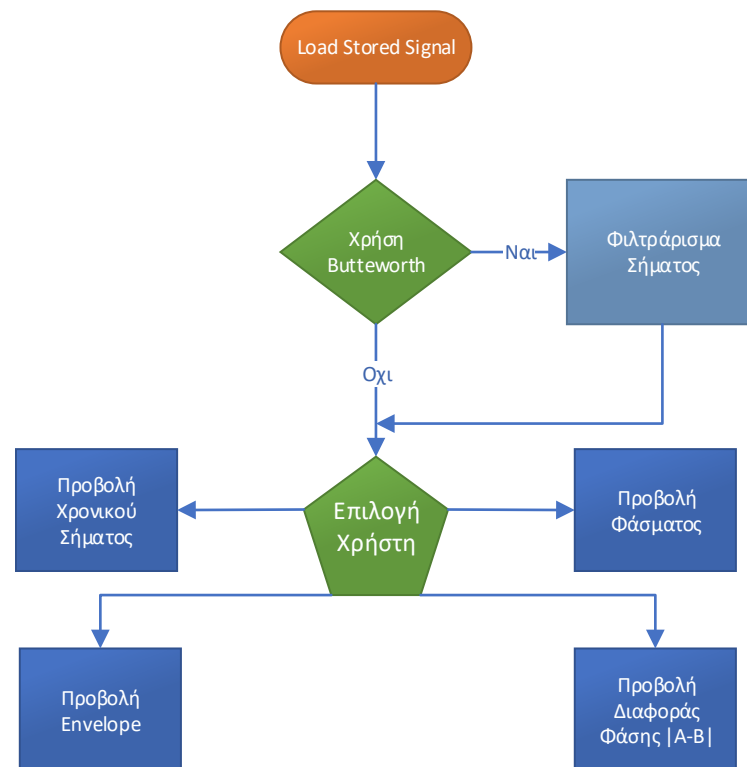 Load Stored Signal
Χρήση
Butteworth
Ναι
Φιλτράρισμα
Σήματος
Οχι
Προβολή
Χρονικού
Σήματος
Επιλογή
Χρήστη
Προβολή
Φάσματος
Προβολή
Envelope
Προβολή
Διαφοράς
Φάσης |A-B|